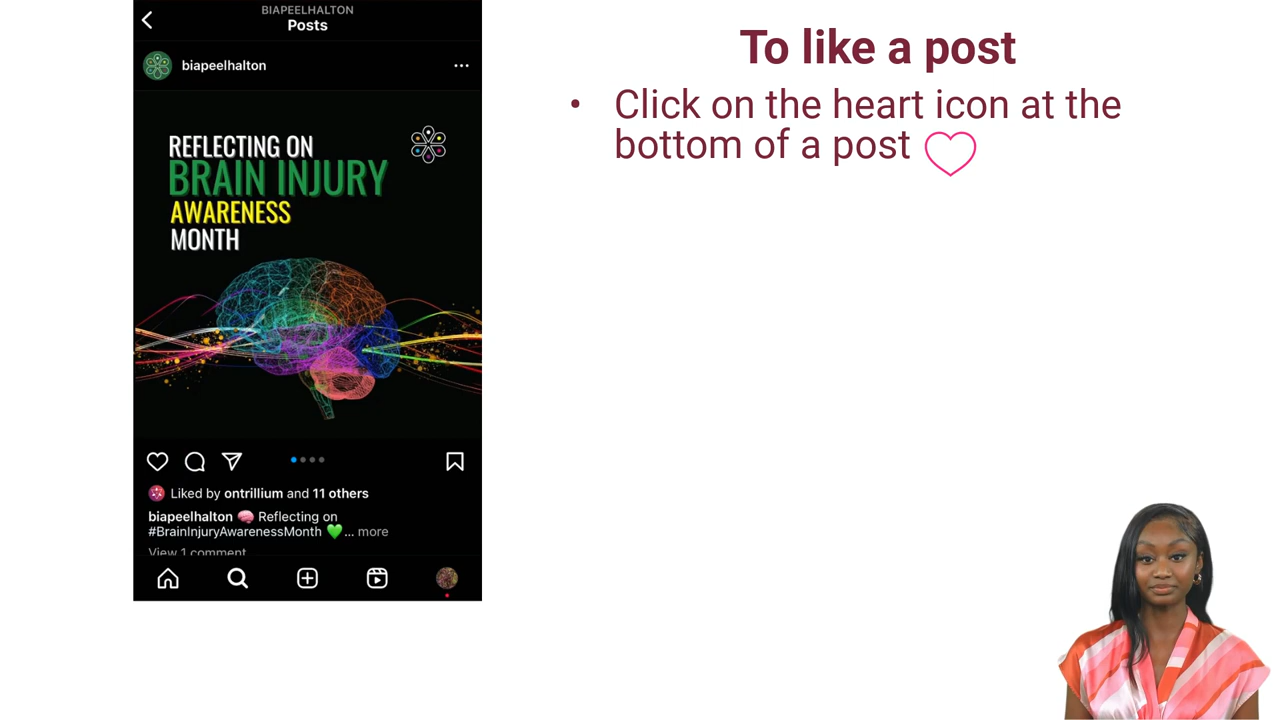 BIAPEELHALTON
Posts
biapeelhalton
REFLECTING ON
BRAIN INJURY
AWARENESS
MONTH
Liked by ontrillium and 11 others
biapeelhalton 🧠 Reflecting on
#BrainInjuryAwarenessMonth 💚... more
View 1 comment
To like a post
• Click on the heart icon at the
bottom of a post